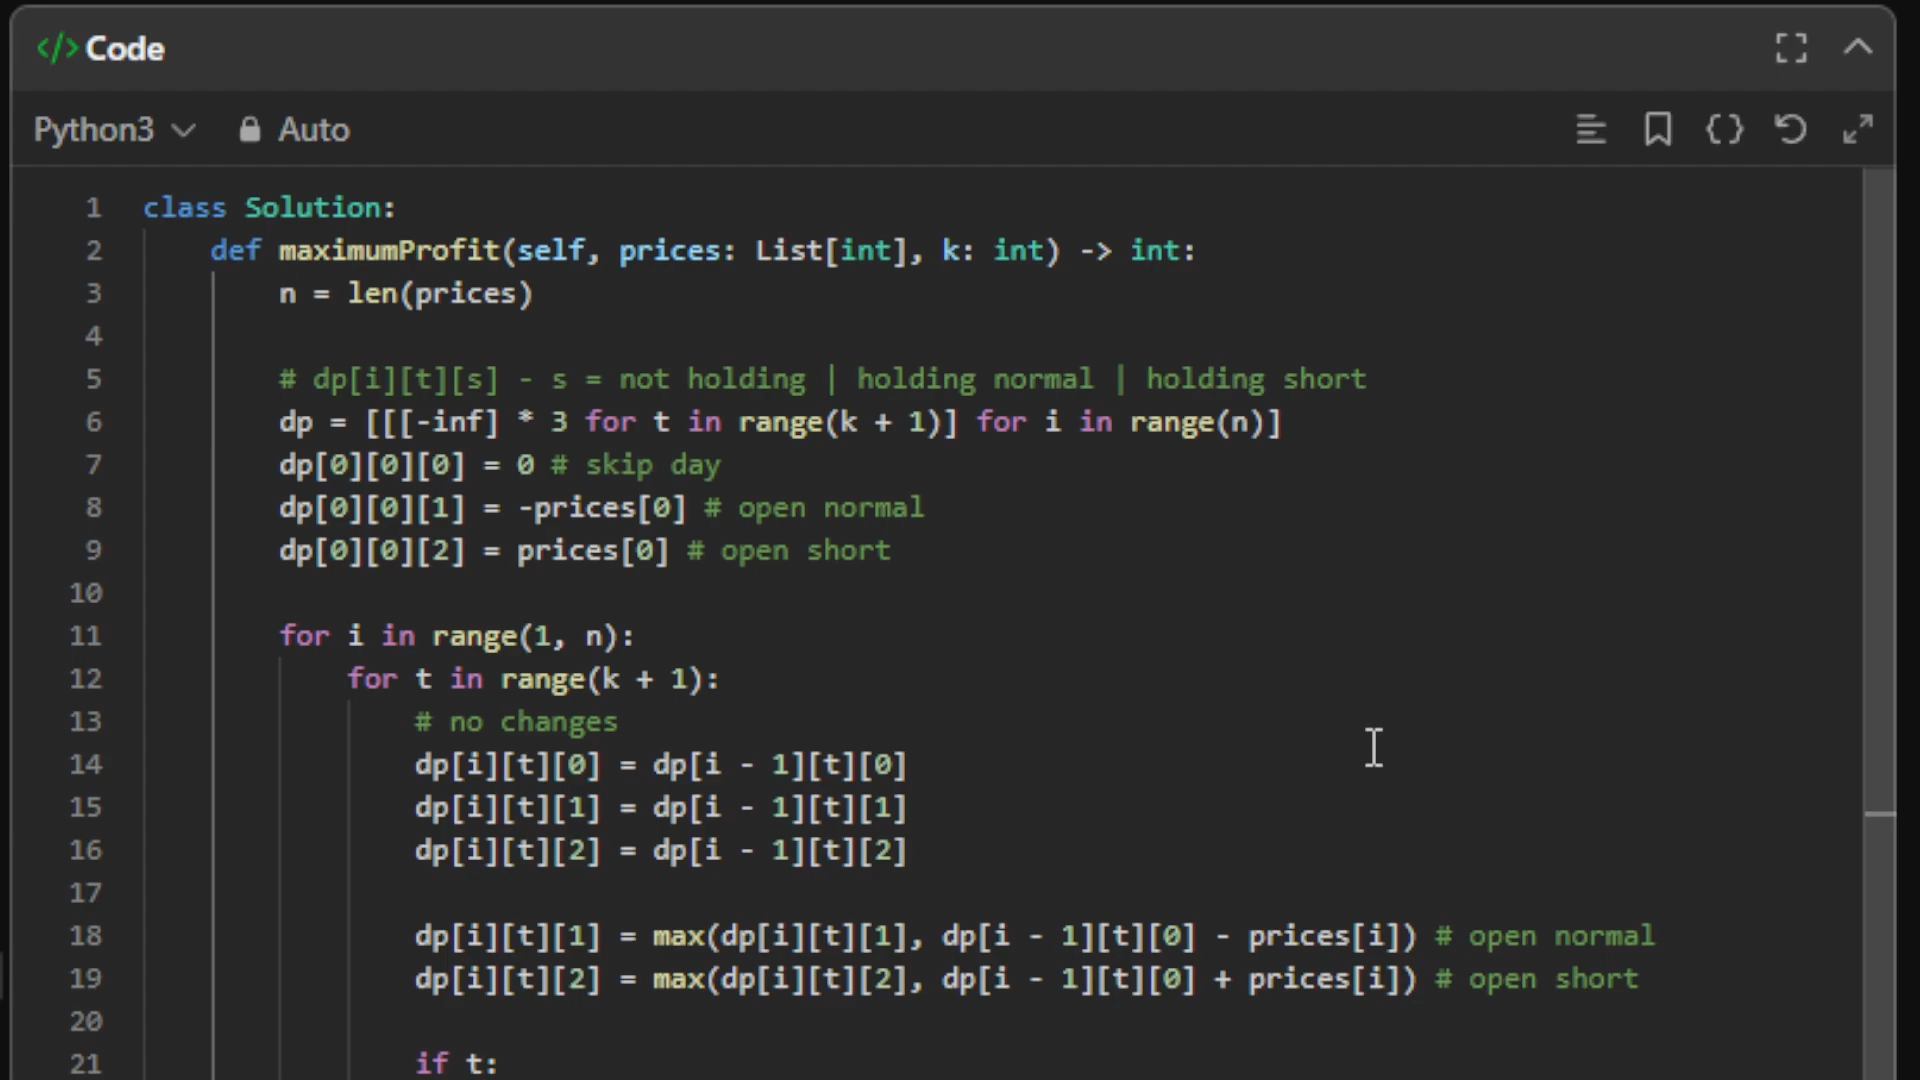 </> Code
Python3 Auto
1 class Solution:
2     def maximumProfit(self, prices: List[int], k: int) -> int:
3         n = len(prices)
4
5         # dp[i][t][s] - s = not holding | holding normal | holding short
6         dp = [[[-inf] * 3 for t in range(k + 1)] for i in range(n)]
7         dp[0][0][0] = 0 # skip day
8         dp[0][0][1] = -prices[0] # open normal
9         dp[0][0][2] = prices[0] # open short
10
11         for i in range(1, n):
12             for t in range(k + 1):
13                 # no changes
14                 dp[i][t][0] = dp[i - 1][t][0]
15                 dp[i][t][1] = dp[i - 1][t][1]
16                 dp[i][t][2] = dp[i - 1][t][2]
17
18                 dp[i][t][1] = max(dp[i][t][1], dp[i - 1][t][0] - prices[i]) # open normal
19                 dp[i][t][2] = max(dp[i][t][2], dp[i - 1][t][0] + prices[i]) # open short
20
21                 if t: